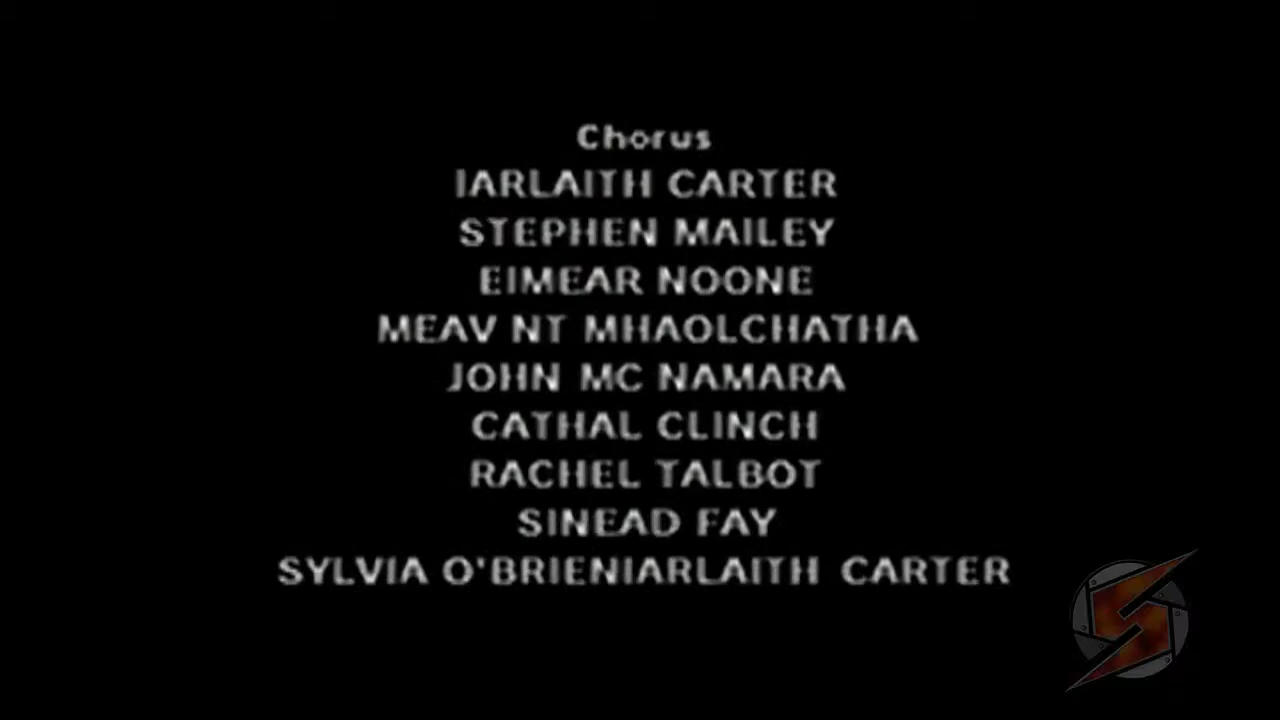 Chorus
IARLAITH CARTER
STEPHEN MAILEY
EIMEAR NOONE
MEAV NT MHAOLCHATHA
JOHN MC NAMARA
CATHAL CLINCH
RACHEL TALBOT
SINEAD FAY
SYLVIA O'BRIENIARLAITH CARTER